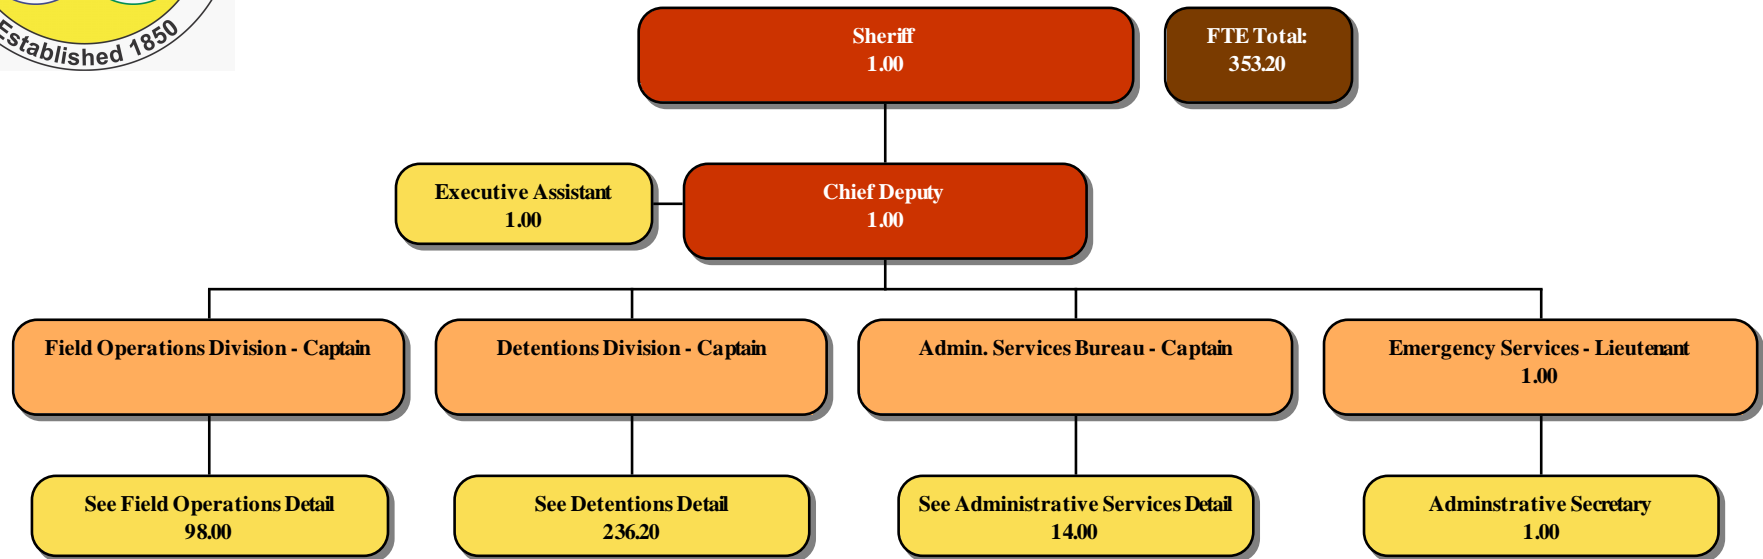 Established 1850
Sheriff
1.00
FTE Total:
353.20
Executive Assistant
1.00
Chief Deputy
1.00
Field Operations Division - Captain
Detentions Division - Captain
Admin. Services Bureau - Captain
Emergency Services - Lieutenant
1.00
See Field Operations Detail
98.00
See Detentions Detail
236.20
See Administrative Services Detail
14.00
Adminstrative Secretary
1.00